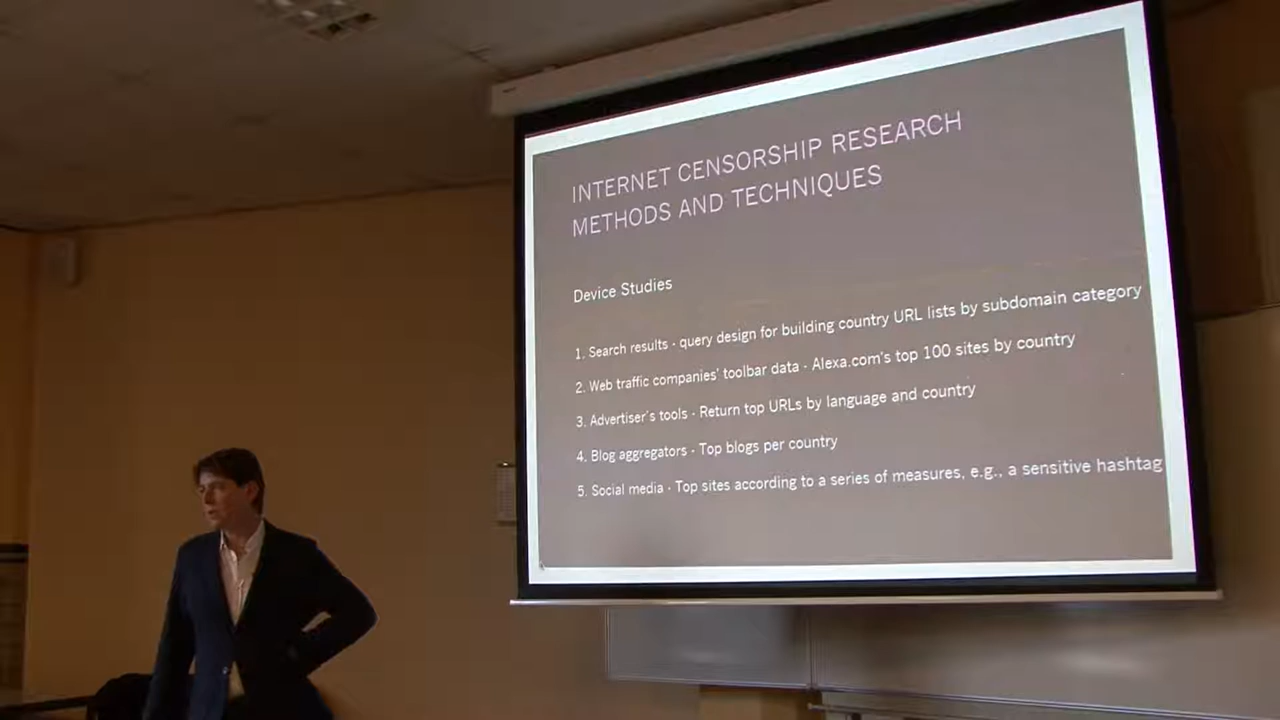 INTERNET CENSORSHIP RESEARCH
METHODS AND TECHNIQUES
Device Studies
1. Search results - query design for building country URL lists by subdomain category
2. Web traffic companies' toolbar data - Alexa.com's top 100 sites by country
3. Advertiser's tools - Return top URLs by language and country
4. Blog aggregators - Top blogs per country
5. Social media - Top sites according to a series of measures, e.g., a sensitive hashtag